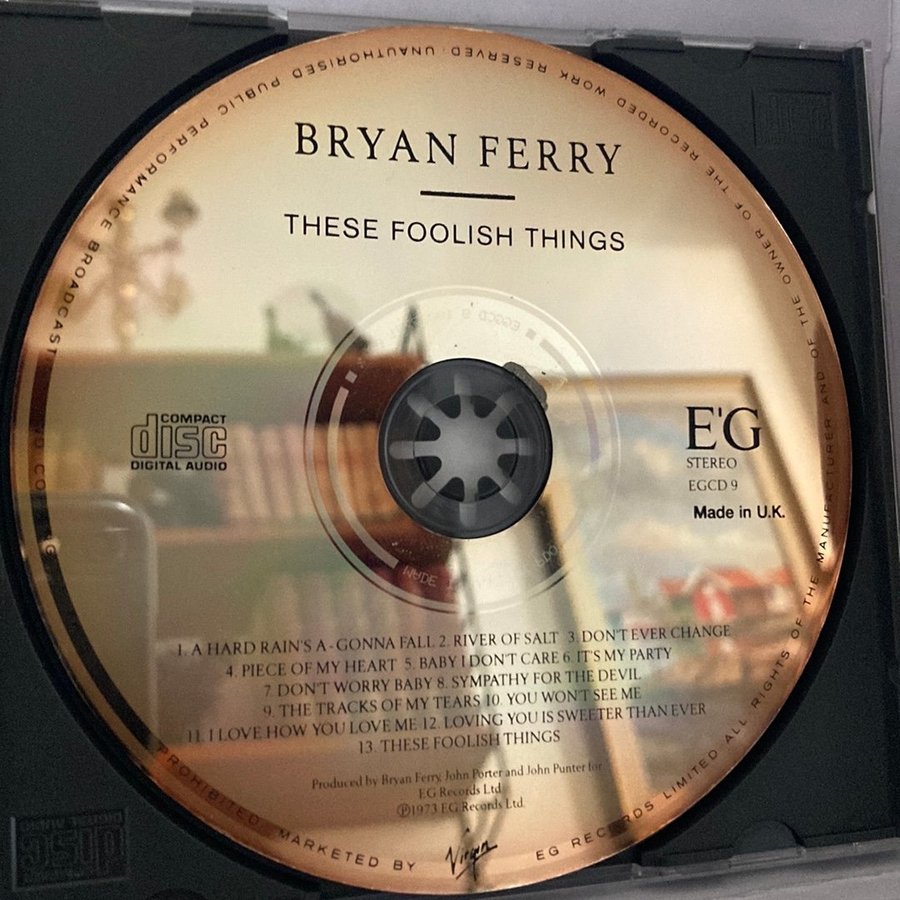 BRYAN FERRY
THESE FOOLISH THINGS
COMPACT
disc
DIGITAL AUDIO
E'G
STEREO
EGCD 9
Made in U.K.
1. A HARD RAIN'S A-GONNA FALL 2. RIVER OF SALT 3. DON'T EVER CHANGE
4. PIECE OF MY HEART 5. BABY I DON'T CARE 6. IT'S MY PARTY
7. DON'T WORRY BABY 8. SYMPATHY FOR THE DEVIL
9. THE TRACKS OF MY TEARS 10. YOU WON'T SEE ME
11. I LOVE HOW YOU LOVE ME 12. LOVING YOU IS SWEETER THAN EVER
13. THESE FOOLISH THINGS
Produced by Bryan Ferry, John Porter and John Punter for
EG Records Ltd
℗1973 EG Records Ltd.
EG RECORDS LIMITED ALL RIGHTS OF THE MANUFACTURER AND OF THE OWNER OF THE RECORDED WORK RESERVED. UNAUTHORISED PUBLIC PERFORMANCE BROADCAST
PROHIBITED. MARKETED BY
Virgin
MADE